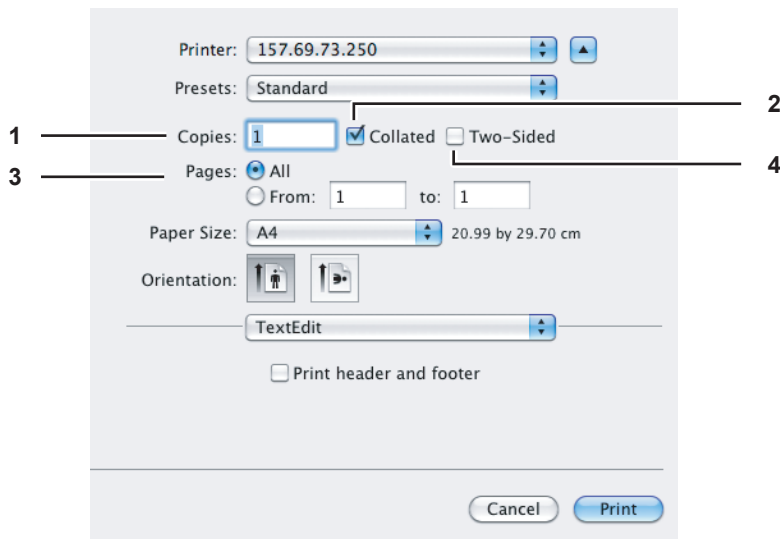 Printer: 157.69.73.250
Presets: Standard
2
1 Copies: 1 Collated Two-Sided
4
3 Pages: All
From: 1 to: 1
Paper Size: A4 20.99 by 29.70 cm
Orientation:
TextEdit
Print header and footer
Cancel Print